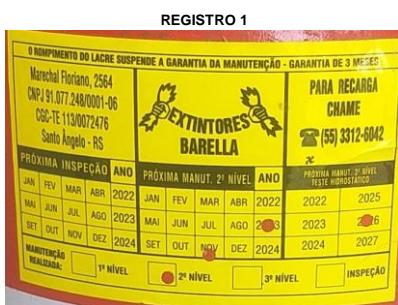 REGISTRO 1
O ROMPIMENTO DO LACRE SUSPENDE A GARANTIA DA MANUTENÇÃO - GARANTIA DE 3 MESES
Marechal Floriano, 2564
CNPJ 91.077.248/0001-06
CGC-TE 113/0072476
Santo Ângelo - RS
EXTINTORES
BARELLA
PARA RECARGA
CHAME
(55) 3312-6042
PRÓXIMA INSPEÇÃO ANO
JAN FEV MAR ABR 2022
MAI JUN JUL AGO 2023
SET OUT NOV DEZ 2024
PRÓXIMA MANUT. 2º NÍVEL ANO
JAN FEV MAR ABR 2022
MAI JUN JUL AGO 2023
SET OUT NOV DEZ 2024
PRÓXIMA MANUT. 3º NÍVEL
TESTE HIDROSTÁTICO
2022 2025
2023 2026
2024 2027
MANUTENÇÃO
REALIZADA: 1º NÍVEL 2º NÍVEL 3º NÍVEL INSPEÇÃO